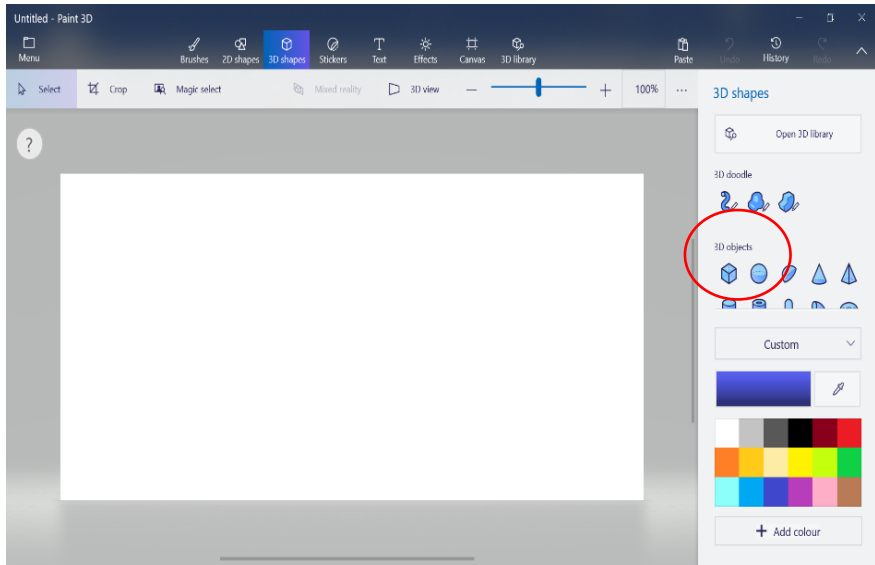 Untitled - Paint 3D
Menu
Brushes 2D shapes 3D shapes Stickers Text Effects Canvas 3D library Paste Undo History Redo
Select Crop Magic select Mixed reality 3D view 100% ...
3D shapes
?
Open 3D library
3D doodle
3D objects
Custom
Add colour